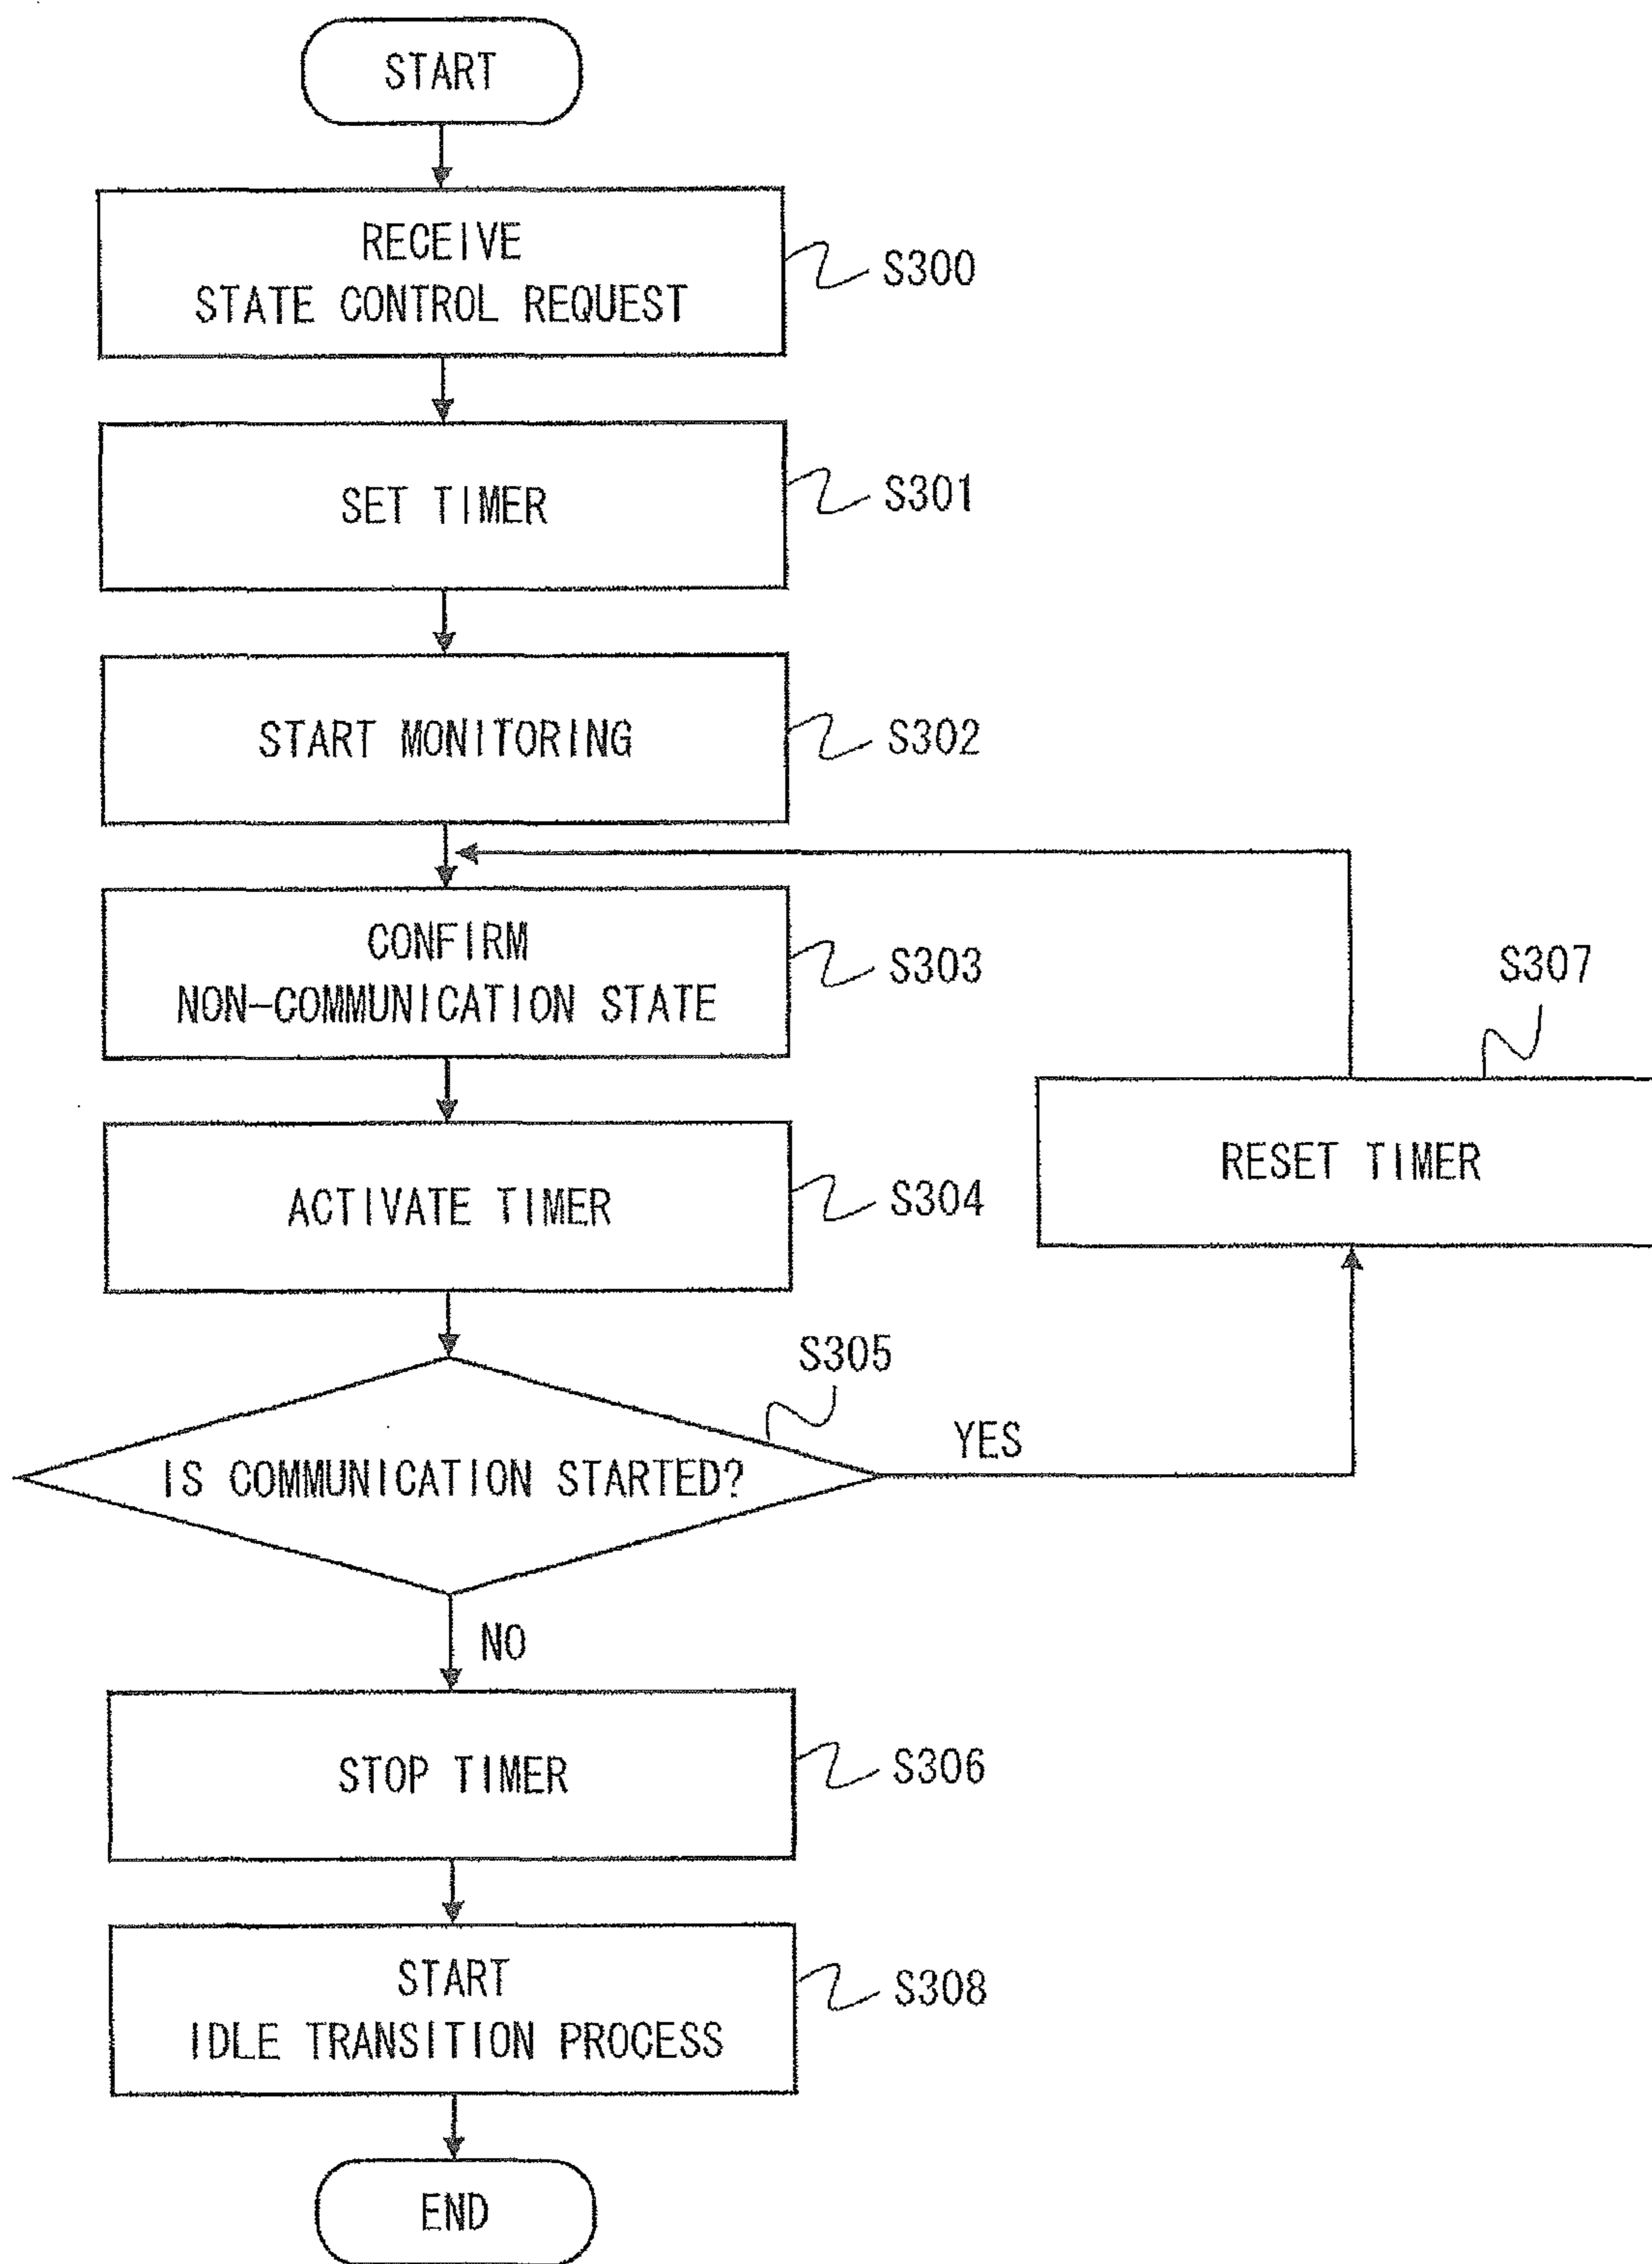 START
RECEIVE
STATE CONTROL REQUEST
S300
SET TIMER
S301
START MONITORING
S302
CONFIRM
NON-COMMUNICATION STATE
S303
S307
RESET TIMER
ACTIVATE TIMER
S304
S305
IS COMMUNICATION STARTED?
YES
NO
STOP TIMER
S306
START
IDLE TRANSITION PROCESS
S308
END